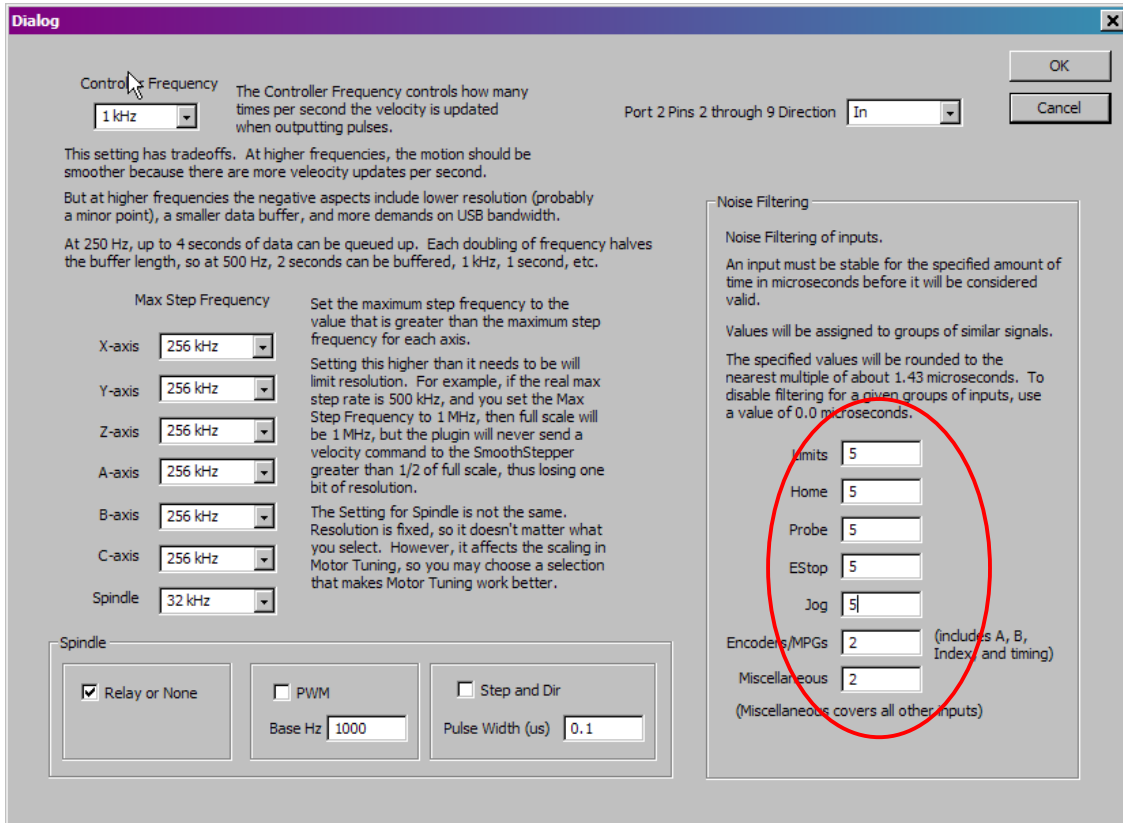 Dialog
OK
Cancel
Controller Frequency
1 kHz
The Controller Frequency controls how many
times per second the velocity is updated
when outputting pulses.
Port 2 Pins 2 through 9 Direction In
This setting has tradeoffs. At higher frequencies, the motion should be
smoother because there are more veleocity updates per second.
But at higher frequencies the negative aspects include lower resolution (probably
a minor point), a smaller data buffer, and more demands on USB bandwidth.
At 250 Hz, up to 4 seconds of data can be queued up. Each doubling of frequency halves
the buffer length, so at 500 Hz, 2 seconds can be buffered, 1 kHz, 1 second, etc.
Max Step Frequency
X-axis 256 kHz
Y-axis 256 kHz
Z-axis 256 kHz
A-axis 256 kHz
B-axis 256 kHz
C-axis 256 kHz
Spindle 32 kHz
Set the maximum step frequency to the
value that is greater than the maximum step
frequency for each axis.
Setting this higher than it needs to be will
limit resolution. For example, if the real max
step rate is 500 kHz, and you set the Max
Step Frequency to 1 MHz, then full scale will
be 1 MHz, but the plugin will never send a
velocity command to the SmoothStepper
greater than 1/2 of full scale, thus losing one
bit of resolution.
The Setting for Spindle is not the same.
Resolution is fixed, so it doesn't matter what
you select. However, it affects the scaling in
Motor Tuning, so you may choose a selection
that makes Motor Tuning work better.
Noise Filtering
Noise Filtering of inputs.
An input must be stable for the specified amount of
time in microseconds before it will be considered
valid.
Values will be assigned to groups of similar signals.
The specified values will be rounded to the
nearest multiple of about 1.43 microseconds. To
disable filtering for a given groups of inputs, use
a value of 0.0 microseconds.
Limits 5
Home 5
Probe 5
EStop 5
Jog 5
Encoders/MPGs 2 (includes A, B,
Index, and timing)
Miscellaneous 2
(Miscellaneous covers all other inputs)
Spindle
Relay or None
PWM
Base Hz 1000
Step and Dir
Pulse Width (us) 0.1